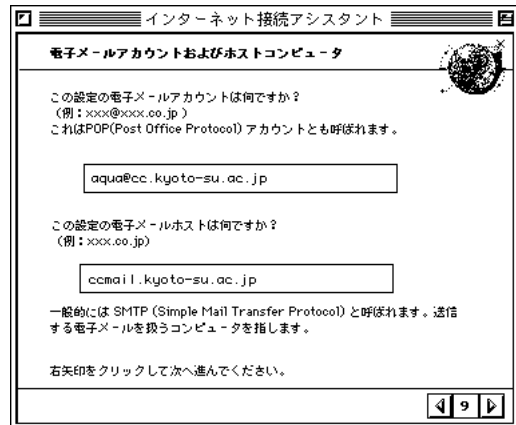 インターネット接続アシスタント
電子メールアカウントおよびホストコンピュータ
この設定の電子メールアカウントは何ですか？
(例：xxx@xxx.co.jp )
これはPOP(Post Office Protocol) アカウントとも呼ばれます。
aqua@cc.kyoto-su.ac.jp
この設定の電子メールホストは何ですか？
(例：xxx.co.jp)
ccmail.kyoto-su.ac.jp
一般的には SMTP (Simple Mail Transfer Protocol) と呼ばれます。送信
する電子メールを扱うコンピュータを指します。
右矢印をクリックして次へ進んでください。
9